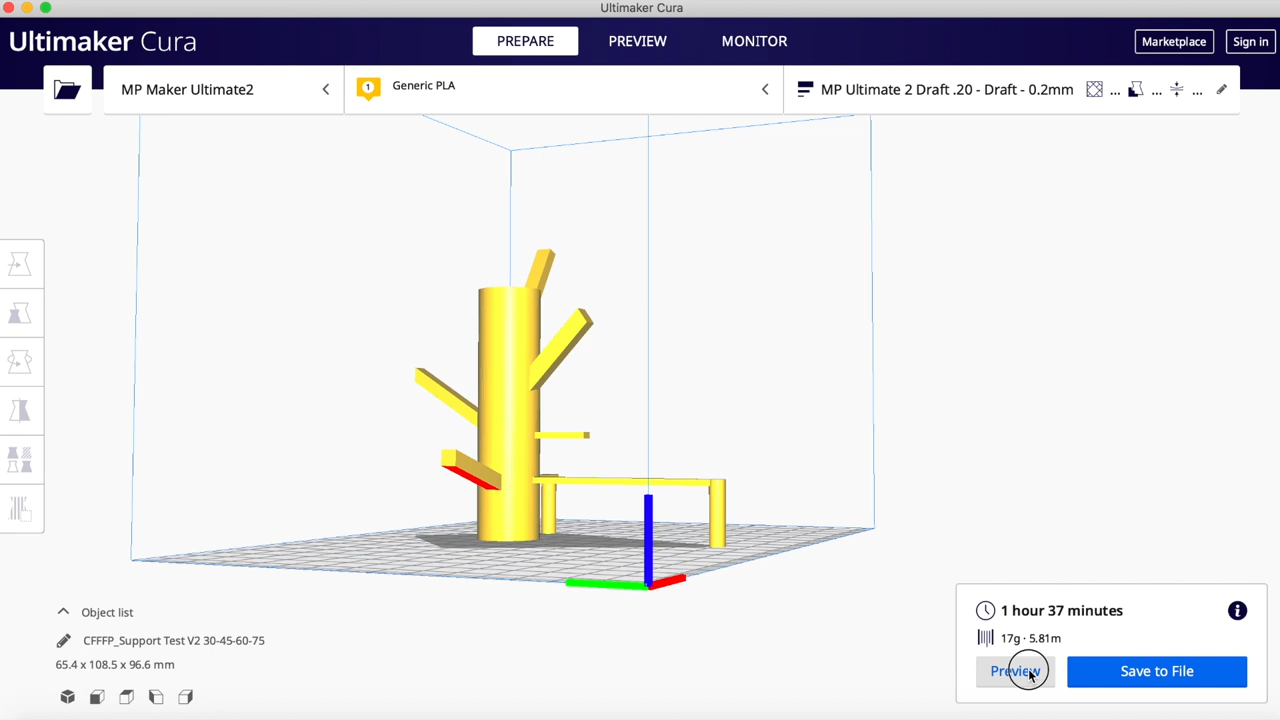 Ultimaker Cura
Ultimaker Cura
PREPARE
PREVIEW
MONITOR
Marketplace
Sign in
MP Maker Ultimate2
1
Generic PLA
MP Ultimate 2 Draft .20 - Draft - 0.2mm
...
...
...
Object list
CFFFP_Support Test V2 30-45-60-75
65.4 x 108.5 x 96.6 mm
1 hour 37 minutes
17g · 5.81m
Preview
Save to File